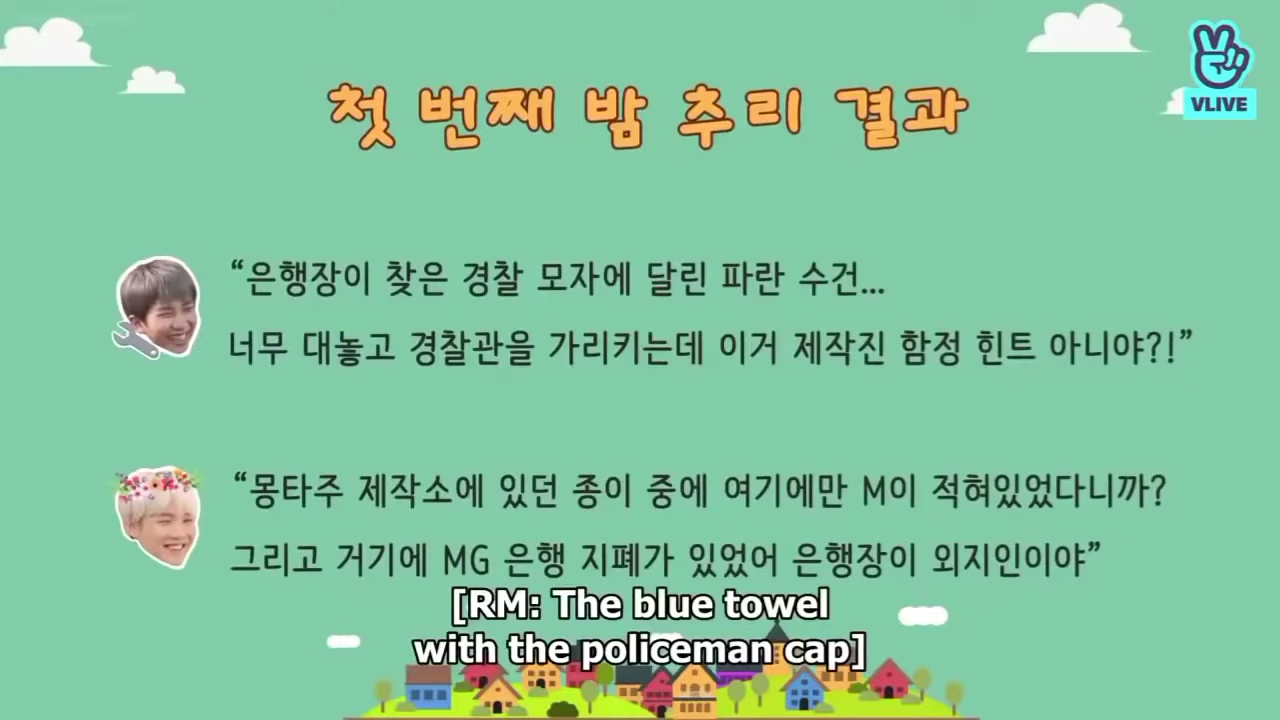 VLIVE
첫 번째 밤 추리 결과
“은행장이 찾은 경찰 모자에 달린 파란 수건...
너무 대놓고 경찰관을 가리키는데 이거 제작진 함정 힌트 아니야?!”
“몽타주 제작소에 있던 종이 중에 여기에만 M이 적혀있었다니까?
그리고 거기에 MG 은행 지폐가 있었어 은행장이 외지인이야”
[RM: The blue towel
with the policeman cap]